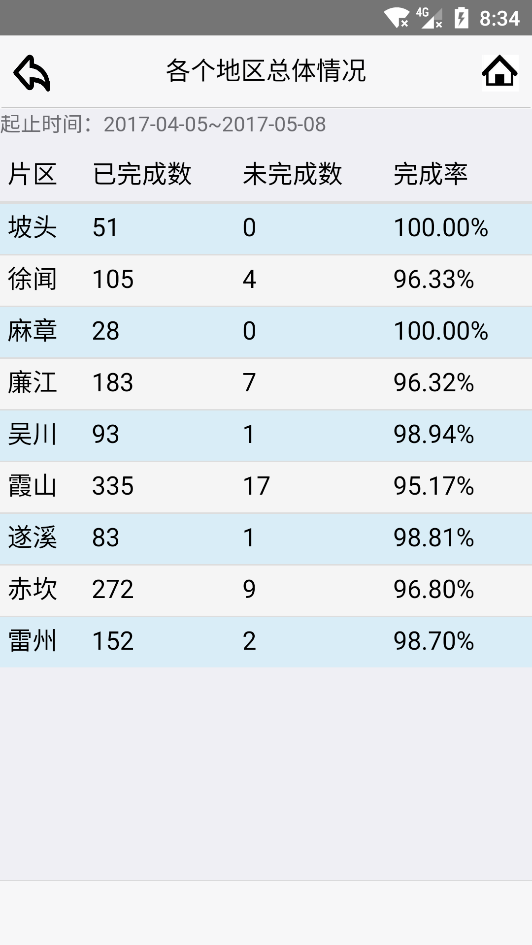 4G 8:34
各个地区总体情况
起止时间：2017-04-05~2017-05-08
片区 已完成数 未完成数 完成率
坡头 51 0 100.00%
徐闻 105 4 96.33%
麻章 28 0 100.00%
廉江 183 7 96.32%
吴川 93 1 98.94%
霞山 335 17 95.17%
遂溪 83 1 98.81%
赤坎 272 9 96.80%
雷州 152 2 98.70%